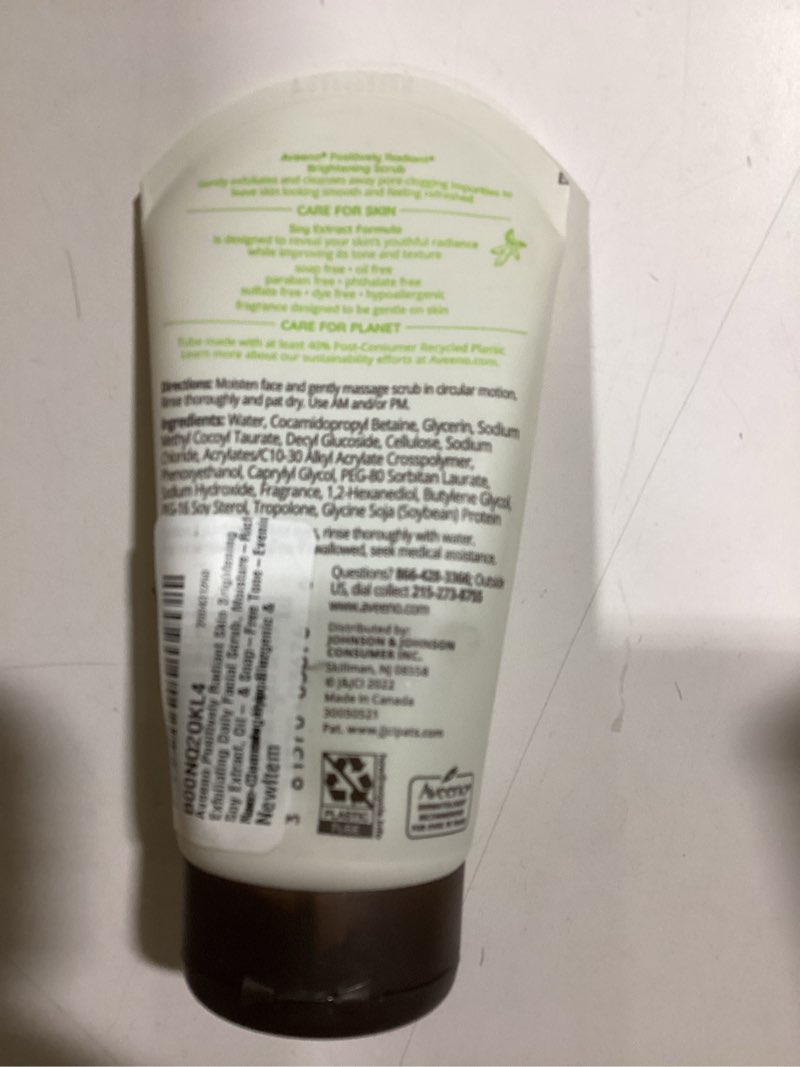 Aveeno® Positively Radiant®
Brightening Scrub
Gently exfoliates and cleanses away pore-clogging impurities to
leave skin looking smooth and feeling refreshed
CARE FOR SKIN
Soy Extract Formula
is designed to reveal your skin's youthful radiance
while improving its tone and texture
soap free • oil free
paraben free • phthalate free
sulfate free • dye free • hypoallergenic
fragrance designed to be gentle on skin
CARE FOR PLANET
Tube made with at least 40% Post-Consumer Recycled Plastic
Learn more about our sustainability efforts at Aveeno.com.
Directions: Moisten face and gently massage scrub in circular motion,
rinse thoroughly and pat dry. Use AM and/or PM.
Ingredients: Water, Cocamidopropyl Betaine, Glycerin, Sodium
Methyl Cocoyl Taurate, Decyl Glucoside, Cellulose, Sodium
Chloride, Acrylates/C10-30 Alkyl Acrylate Crosspolymer,
Phenoxyethanol, Caprylyl Glycol, PEG-80 Sorbitan Laurate,
Sodium Hydroxide, Fragrance, 1,2-Hexanediol, Butylene Glycol,
PEG-16 Soy Sterol, Tropolone, Glycine Soja (Soybean) Protein
rinse thoroughly with water.
swallowed, seek medical assistance.
Questions? 866-428-3366; Outside
US, dial collect 215-273-8755
www.aveeno.com
Distributed by:
JOHNSON & JOHNSON
CONSUMER INC.
Skillman, NJ 08558
© J&JCI 2022
Made in Canada
30050521
Pat. www.jjcipats.com
PLASTIC
TUBE
Aveeno®
DERMATOLOGIST
RECOMMENDED
B00NQ20KL4
Aveeno Positively Radiant Skin Brightening
Exfoliating Daily Facial Scrub, Moisture-Rich
Soy Extract, Oil- & Soap-Free Tone-Evening
NewItem